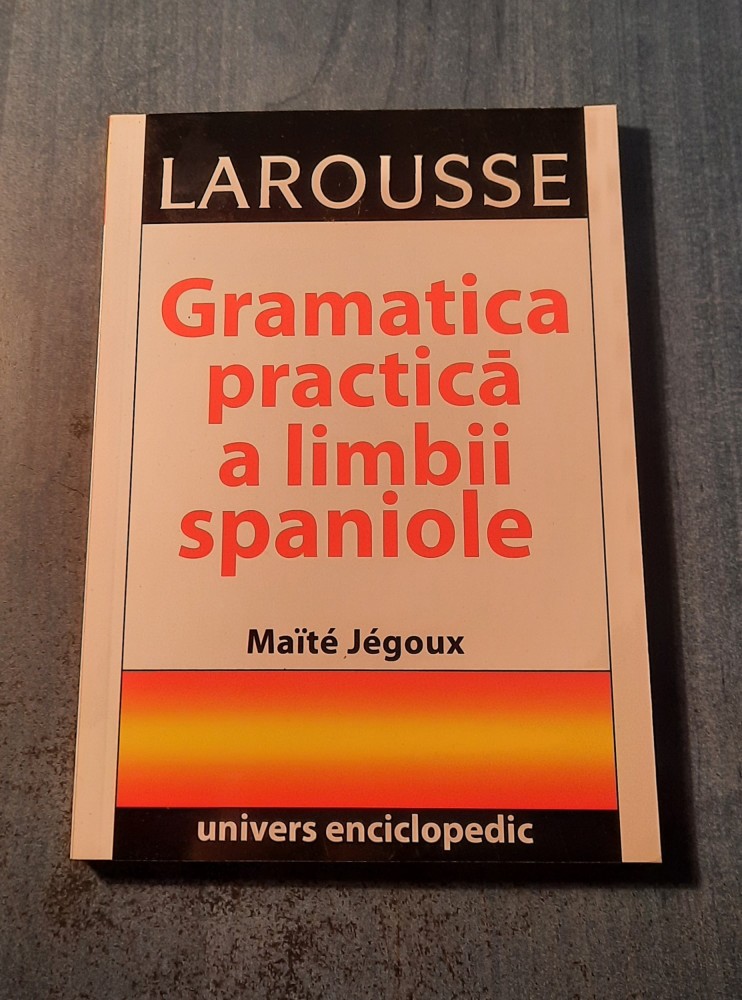 LAROUSSE
Gramatica
practică
a limbii
spaniole
Maïté Jégoux
univers enciclopedic